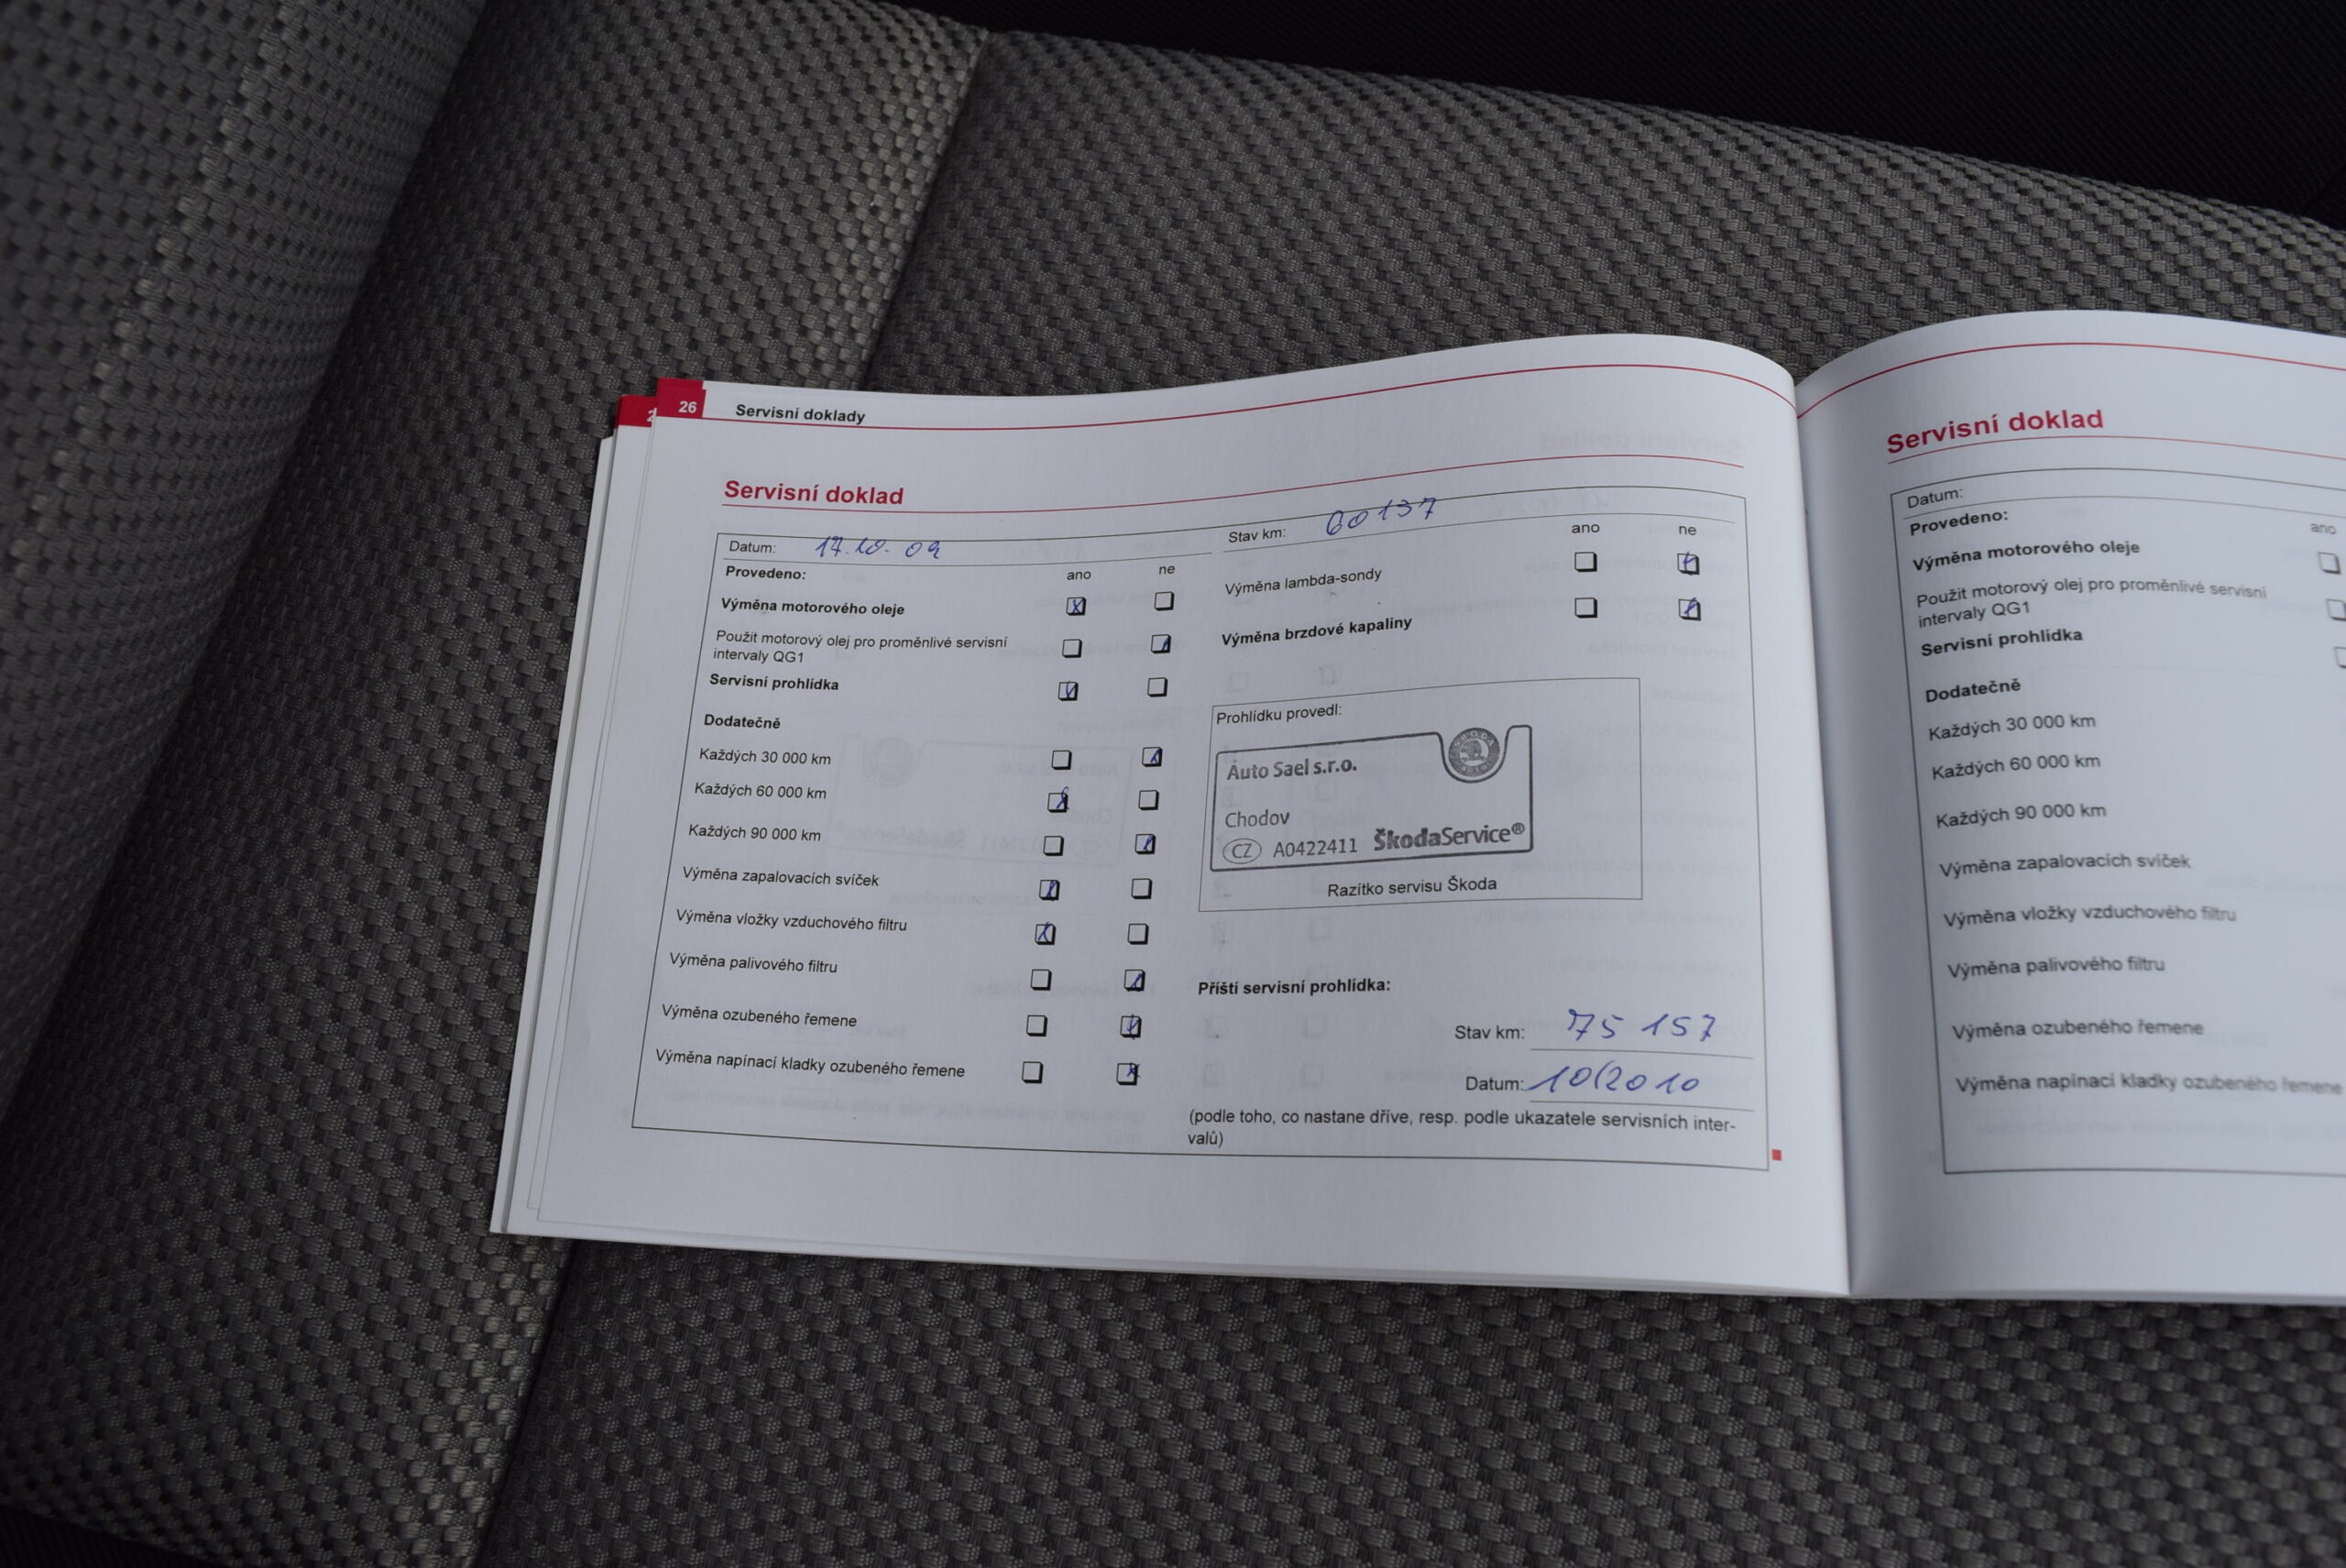 26 Servisní doklady
Servisní doklad
Datum: 17.10.09
Stav km: 60137
Provedeno: ano ne
Výměna motorového oleje
Použit motorový olej pro proměnlivé servisní
intervaly QG1
Servisní prohlídka
Dodatečně
Každých 30 000 km
Každých 60 000 km
Každých 90 000 km
Výměna zapalovacích svíček
Výměna vložky vzduchového filtru
Výměna palivového filtru
Výměna ozubeného řemene
Výměna napínací kladky ozubeného řemene
ano ne
Výměna lambda-sondy
Výměna brzdové kapaliny
Prohlídku provedl:
Auto Sael s.r.o.
ŠKODA
Chodov
CZ A0422411 ŠkodaService®
Razítko servisu Škoda
Příští servisní prohlídka:
Stav km: 75 157
Datum: 10/2010
(podle toho, co nastane dříve, resp. podle ukazatele servisních inter-
valů)
Servisní doklad
Datum:
Provedeno: ano
Výměna motorového oleje
Použit motorový olej pro proměnlivé servisní
intervaly QG1
Servisní prohlídka
Dodatečně
Každých 30 000 km
Každých 60 000 km
Každých 90 000 km
Výměna zapalovacích svíček
Výměna vložky vzduchového filtru
Výměna palivového filtru
Výměna ozubeného řemene
Výměna napínací kladky ozubeného řemene